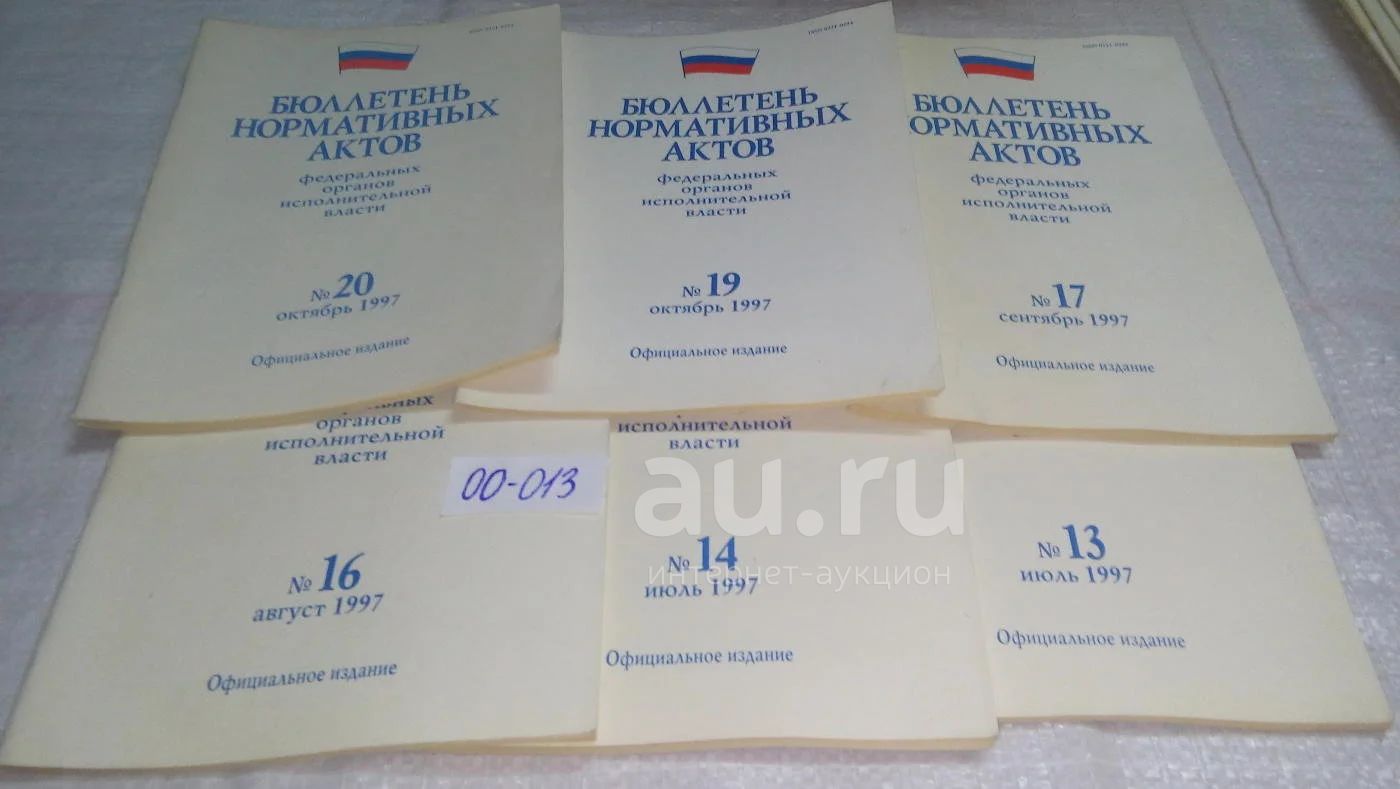 БЮЛЛЕТЕНЬ
НОРМАТИВНЫХ
АКТОВ
федеральных
органов
исполнительной
власти
№ 20
октябрь 1997
Официальное издание
БЮЛЛЕТЕНЬ
НОРМАТИВНЫХ
АКТОВ
федеральных
органов
исполнительной
власти
№ 19
октябрь 1997
Официальное издание
БЮЛЛЕТЕНЬ
ОРМАТИВНЫХ
АКТОВ
федеральных
органов
исполнительной
власти
№ 17
сентябрь 1997
Официальное издание
органов
исполнительной
власти
№ 16
август 1997
Официальное издание
00-013
исполнительной
власти
№ 14
июль 1997
Официальное издание
№ 13
июль 1997
Официальное издание
au.ru
интернет-аукцион